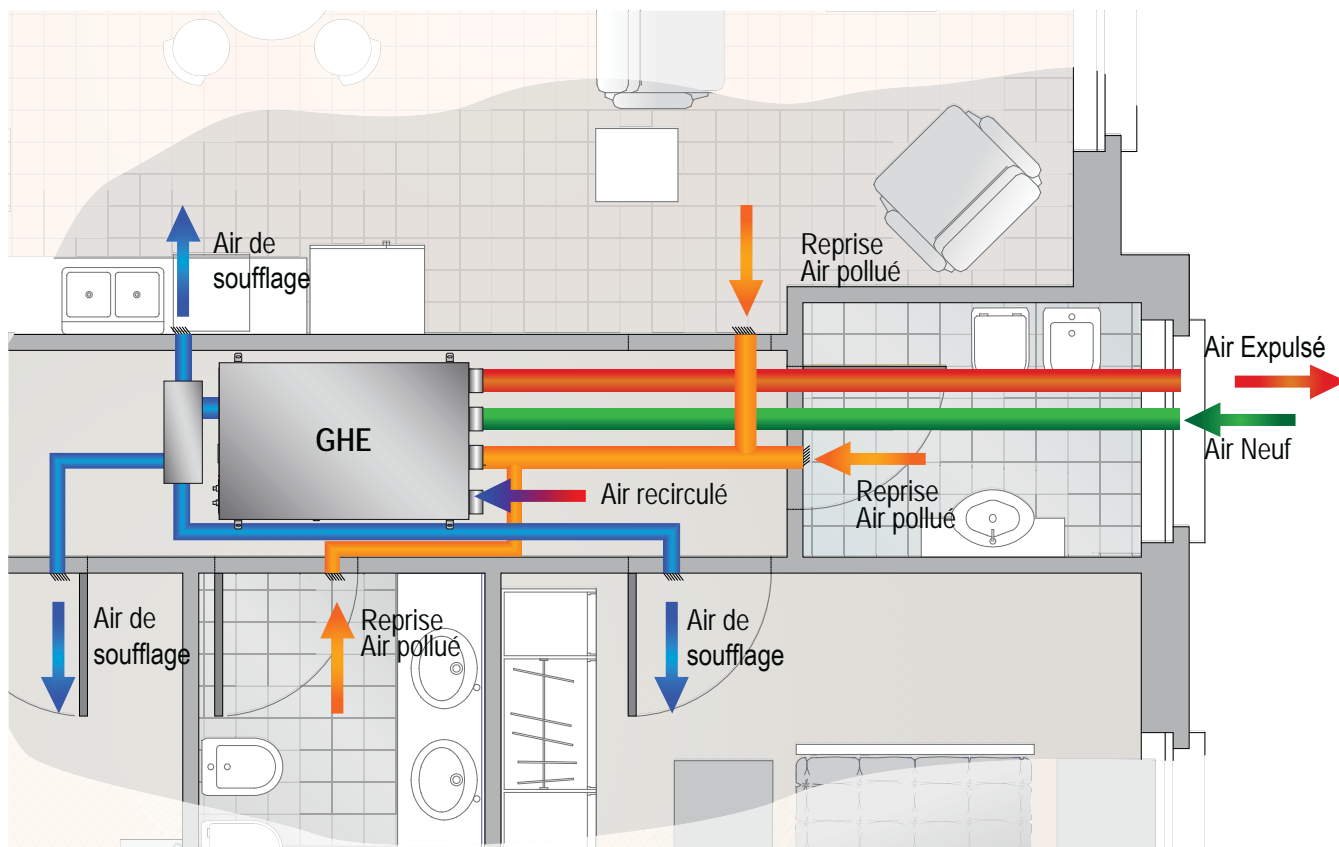 Air de
soufflage
Reprise
Air pollué
Air Expulsé
GHE
Air Neuf
Air recirculé
Reprise
Air pollué
Air de
soufflage
Reprise
Air pollué
Air de
soufflage